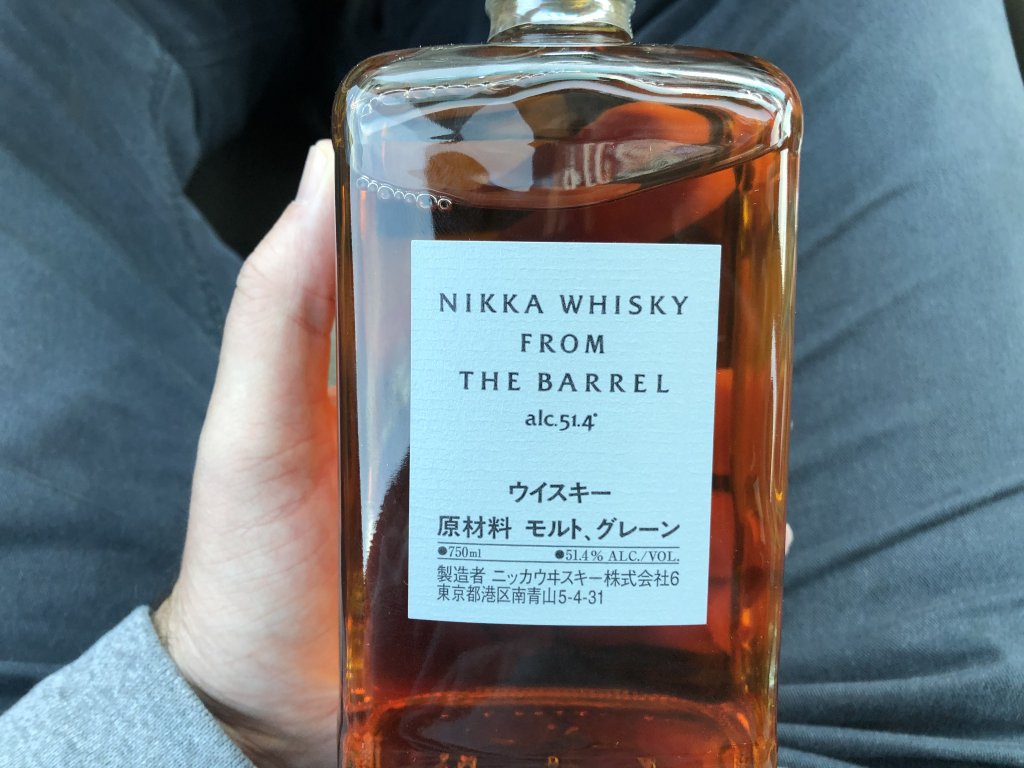 NIKKA WHISKY
FROM
THE BARREL
alc.51.4°
ウイスキー
原材料 モルト、グレーン
●750ml ●51.4% ALC./VOL.
製造者 ニッカウヰスキー株式会社6
東京都港区南青山5-4-31